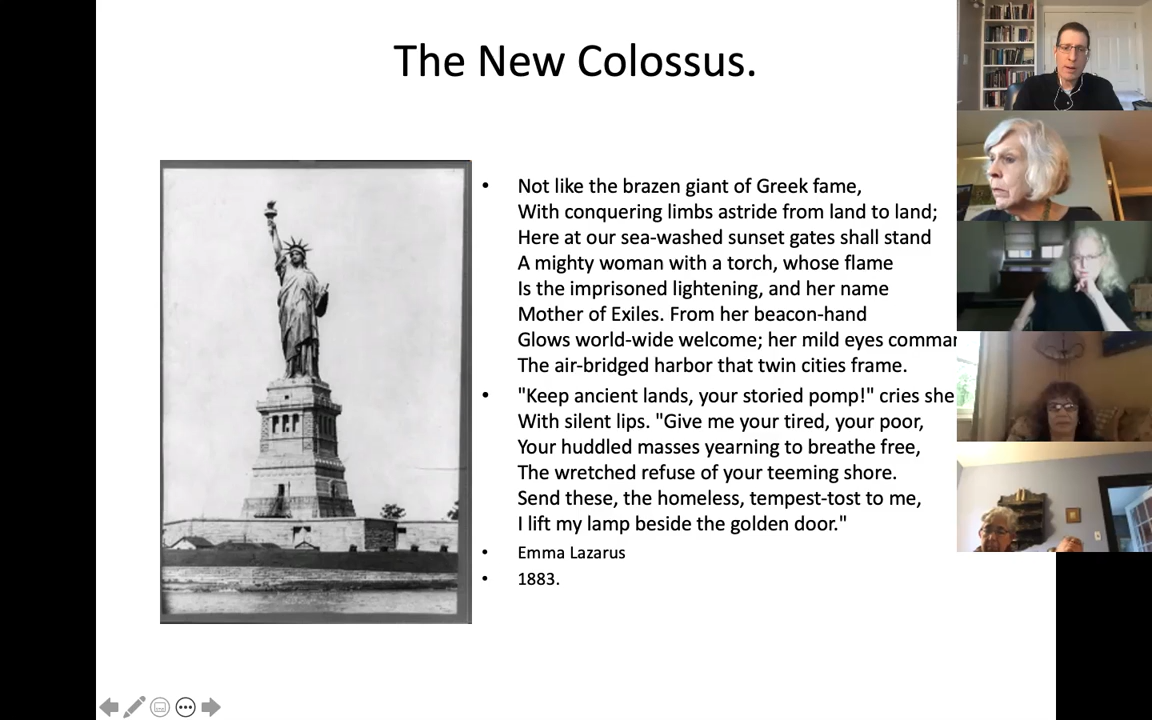 The New Colossus.
• Not like the brazen giant of Greek fame,
With conquering limbs astride from land to land;
Here at our sea-washed sunset gates shall stand
A mighty woman with a torch, whose flame
Is the imprisoned lightening, and her name
Mother of Exiles. From her beacon-hand
Glows world-wide welcome; her mild eyes comman
The air-bridged harbor that twin cities frame.
• "Keep ancient lands, your storied pomp!" cries she
With silent lips. "Give me your tired, your poor,
Your huddled masses yearning to breathe free,
The wretched refuse of your teeming shore.
Send these, the homeless, tempest-tost to me,
I lift my lamp beside the golden door."
• Emma Lazarus
• 1883.